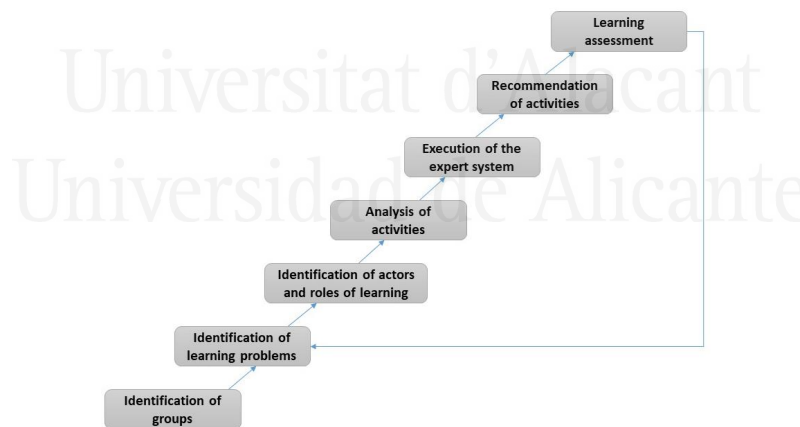 Learning
assessment
Recommendation
of activities
Execution of the
expert system
Analysis of
activities
Identification of actors
and roles of learning
Identification of
learning problems
Identification of
groups
Universitat d'Alacant
Universidad de Alicante